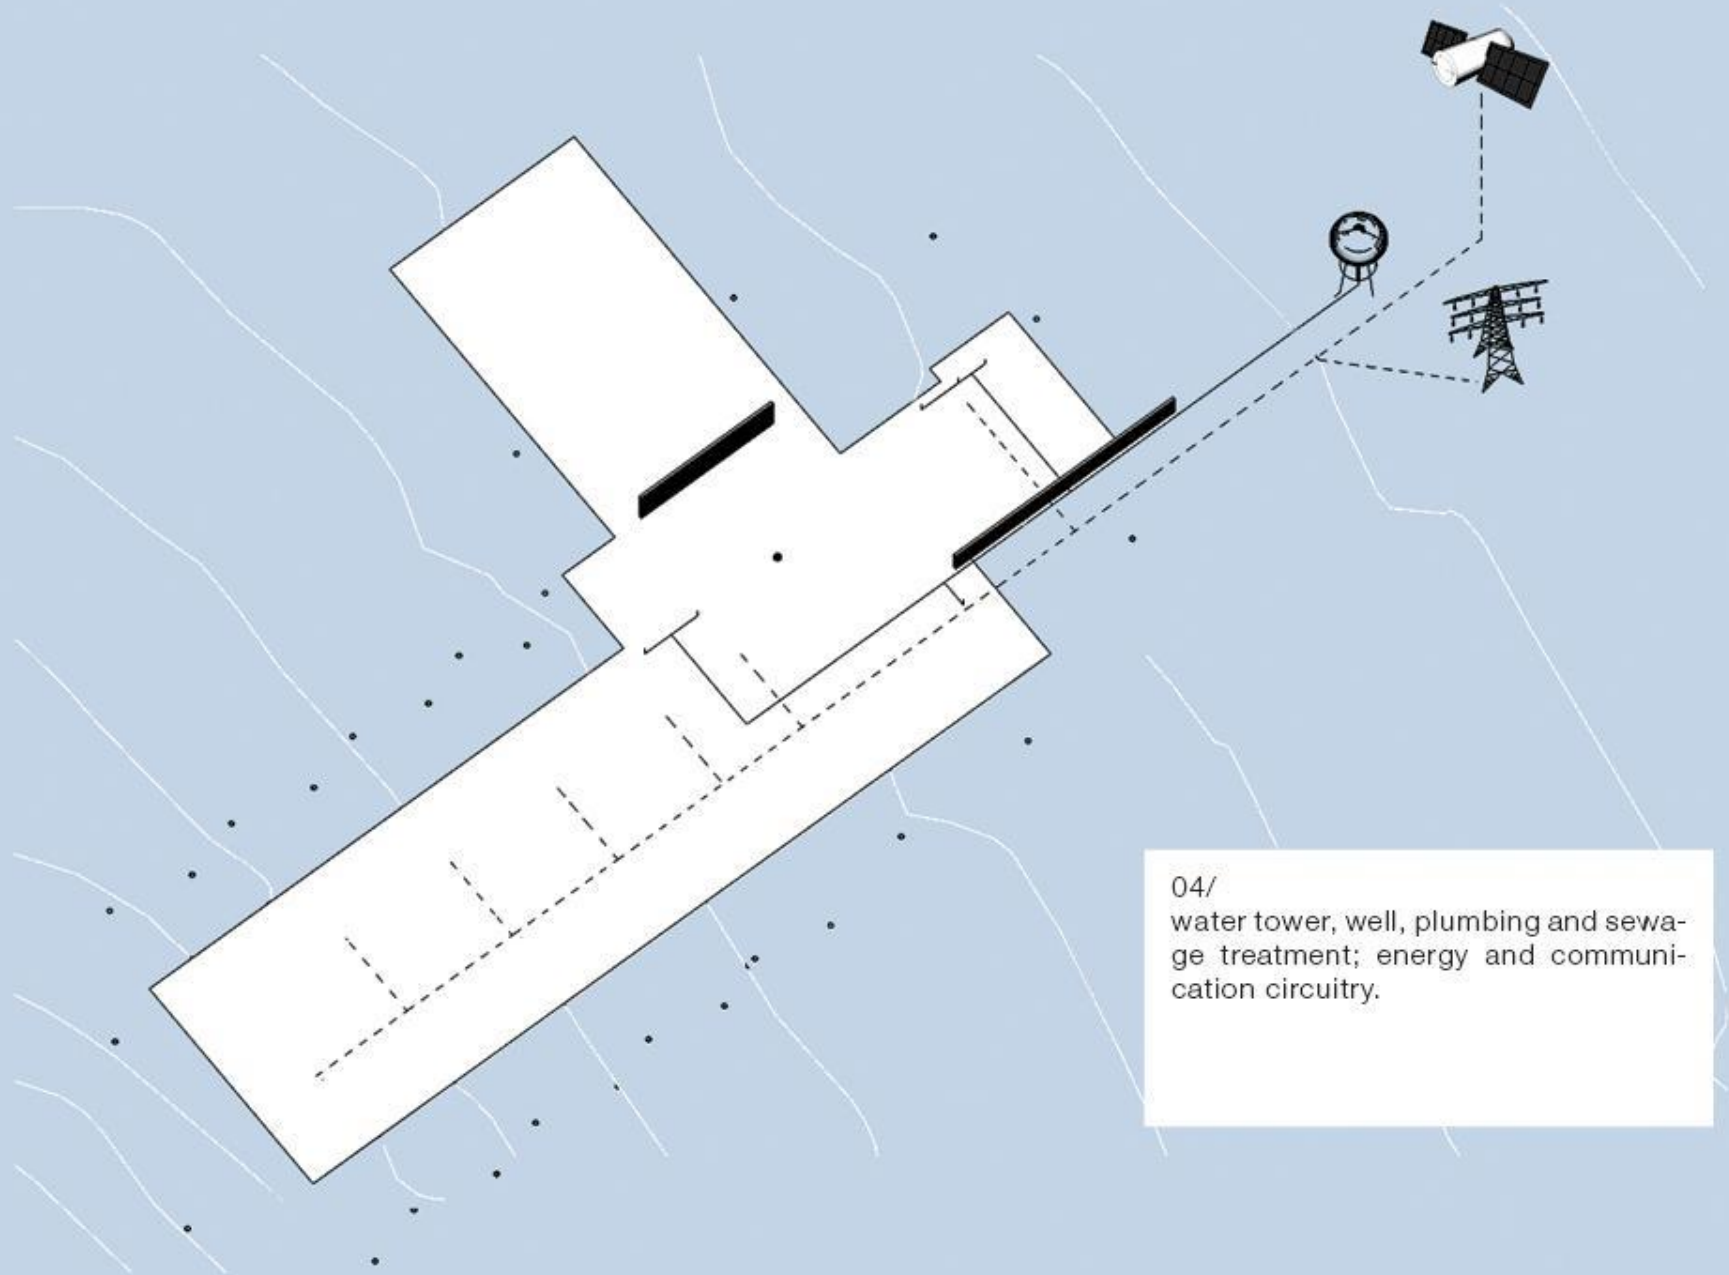 04/
water tower, well, plumbing and sewa-
ge treatment; energy and communi-
cation circuitry.